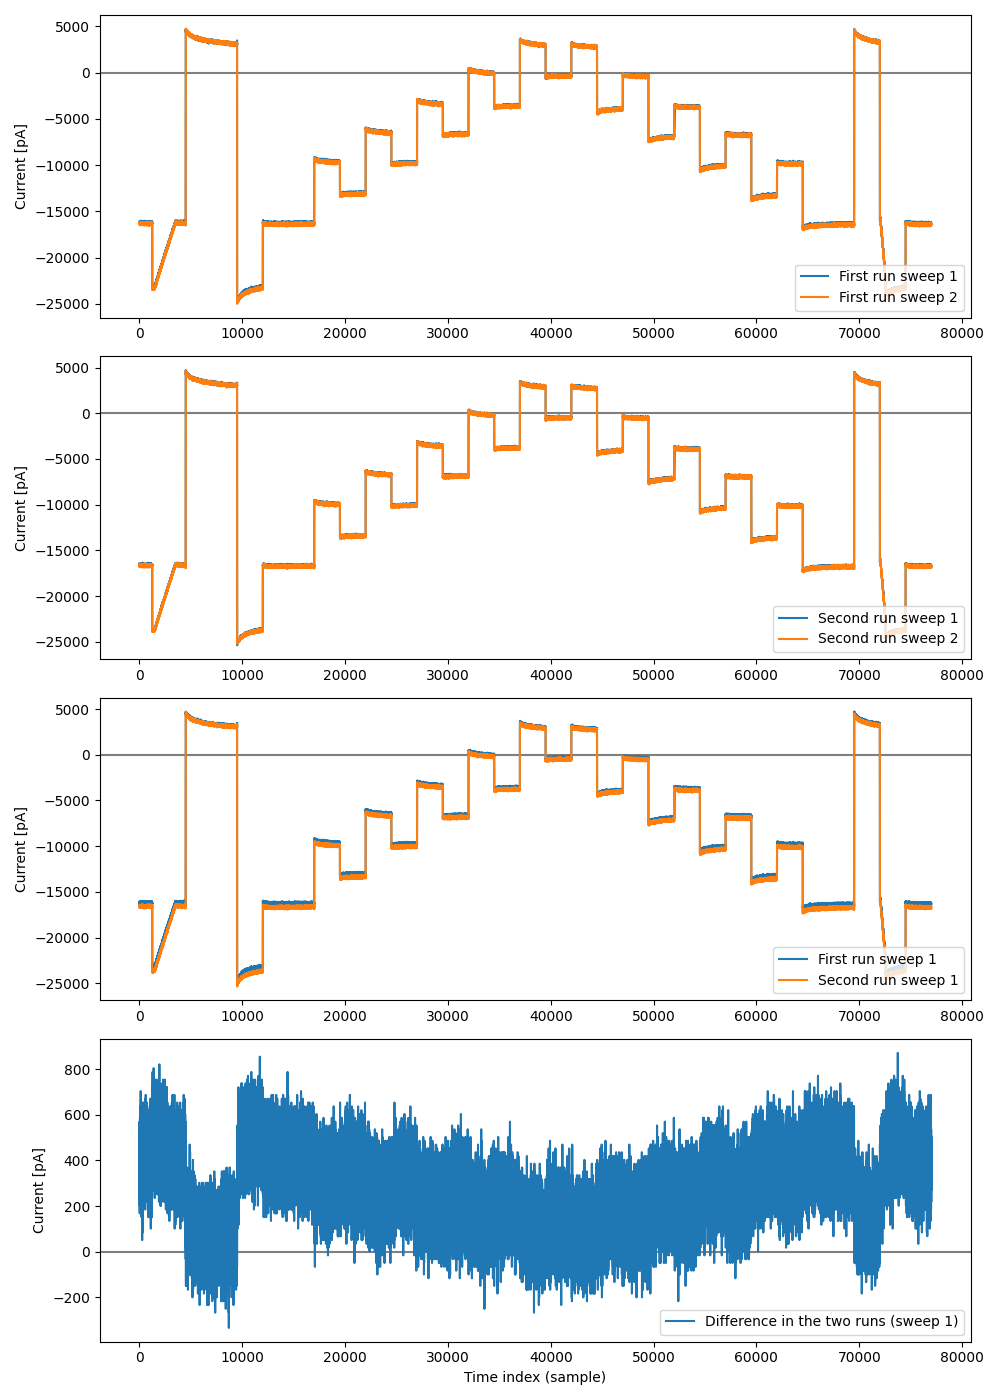 5000
0
−5000
−10000
−15000
−20000
−25000
Current [pA]
First run sweep 1
First run sweep 2
0 10000 20000 30000 40000 50000 60000 70000 80000
5000
0
−5000
−10000
−15000
−20000
−25000
Current [pA]
Second run sweep 1
Second run sweep 2
0 10000 20000 30000 40000 50000 60000 70000 80000
5000
0
−5000
−10000
−15000
−20000
−25000
Current [pA]
First run sweep 1
Second run sweep 1
0 10000 20000 30000 40000 50000 60000 70000 80000
800
600
400
200
0
−200
Current [pA]
Difference in the two runs (sweep 1)
0 10000 20000 30000 40000 50000 60000 70000 80000
Time index (sample)